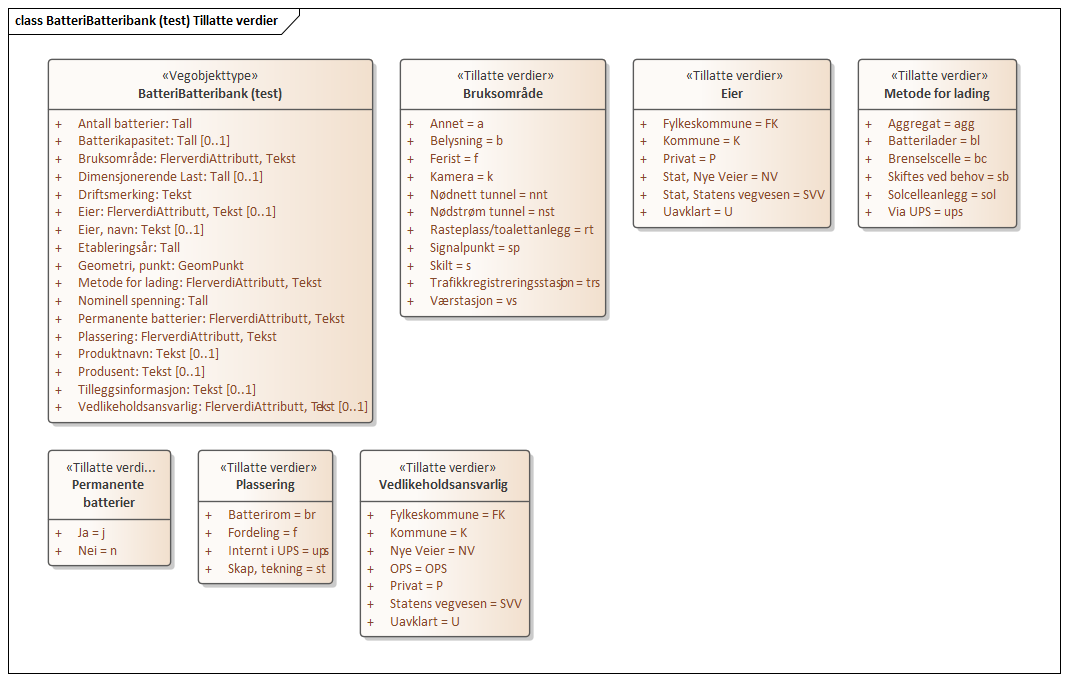 class BatteriBatteribank (test) Tillatte verdier
«Vegobjekttype»
BatteriBatteribank (test)
+ Antall batterier: Tall
+ Batterikapasitet: Tall [0..1]
+ Bruksområde: FlerverdiAttributt, Tekst
+ Dimensjonerende Last: Tall [0..1]
+ Driftsmerking: Tekst
+ Eier: FlerverdiAttributt, Tekst [0..1]
+ Eier, navn: Tekst [0..1]
+ Etableringsår: Tall
+ Geometri, punkt: GeomPunkt
+ Metode for lading: FlerverdiAttributt, Tekst
+ Nominell spenning: Tall
+ Permanente batterier: FlerverdiAttributt, Tekst
+ Plassering: FlerverdiAttributt, Tekst
+ Produktnavn: Tekst [0..1]
+ Produsent: Tekst [0..1]
+ Tilleggsinformasjon: Tekst [0..1]
+ Vedlikeholdsansvarlig: FlerverdiAttributt, Tekst [0..1]
«Tillatte verdier»
Bruksområde
+ Annet = a
+ Belysning = b
+ Ferist = f
+ Kamera = k
+ Nødnett tunnel = nnt
+ Nødstrøm tunnel = nst
+ Rasteplass/toalettanlegg = rt
+ Signalpunkt = sp
+ Skilt = s
+ Trafikkregistreringsstasjon = trs
+ Værstasjon = vs
«Tillatte verdier»
Eier
+ Fylkeskommune = FK
+ Kommune = K
+ Privat = P
+ Stat, Nye Veier = NV
+ Stat, Statens vegvesen = SVV
+ Uavklart = U
«Tillatte verdier»
Metode for lading
+ Aggregat = agg
+ Batterilader = bl
+ Brenselscelle = bc
+ Skiftes ved behov = sb
+ Solcelleanlegg = sol
+ Via UPS = ups
«Tillatte verdi...
Permanente
batterier
+ Ja = j
+ Nei = n
«Tillatte verdier»
Plassering
+ Batterirom = br
+ Fordeling = f
+ Internt i UPS = ups
+ Skap, tekning = st
«Tillatte verdier»
Vedlikeholdsansvarlig
+ Fylkeskommune = FK
+ Kommune = K
+ Nye Veier = NV
+ OPS = OPS
+ Privat = P
+ Statens vegvesen = SVV
+ Uavklart = U